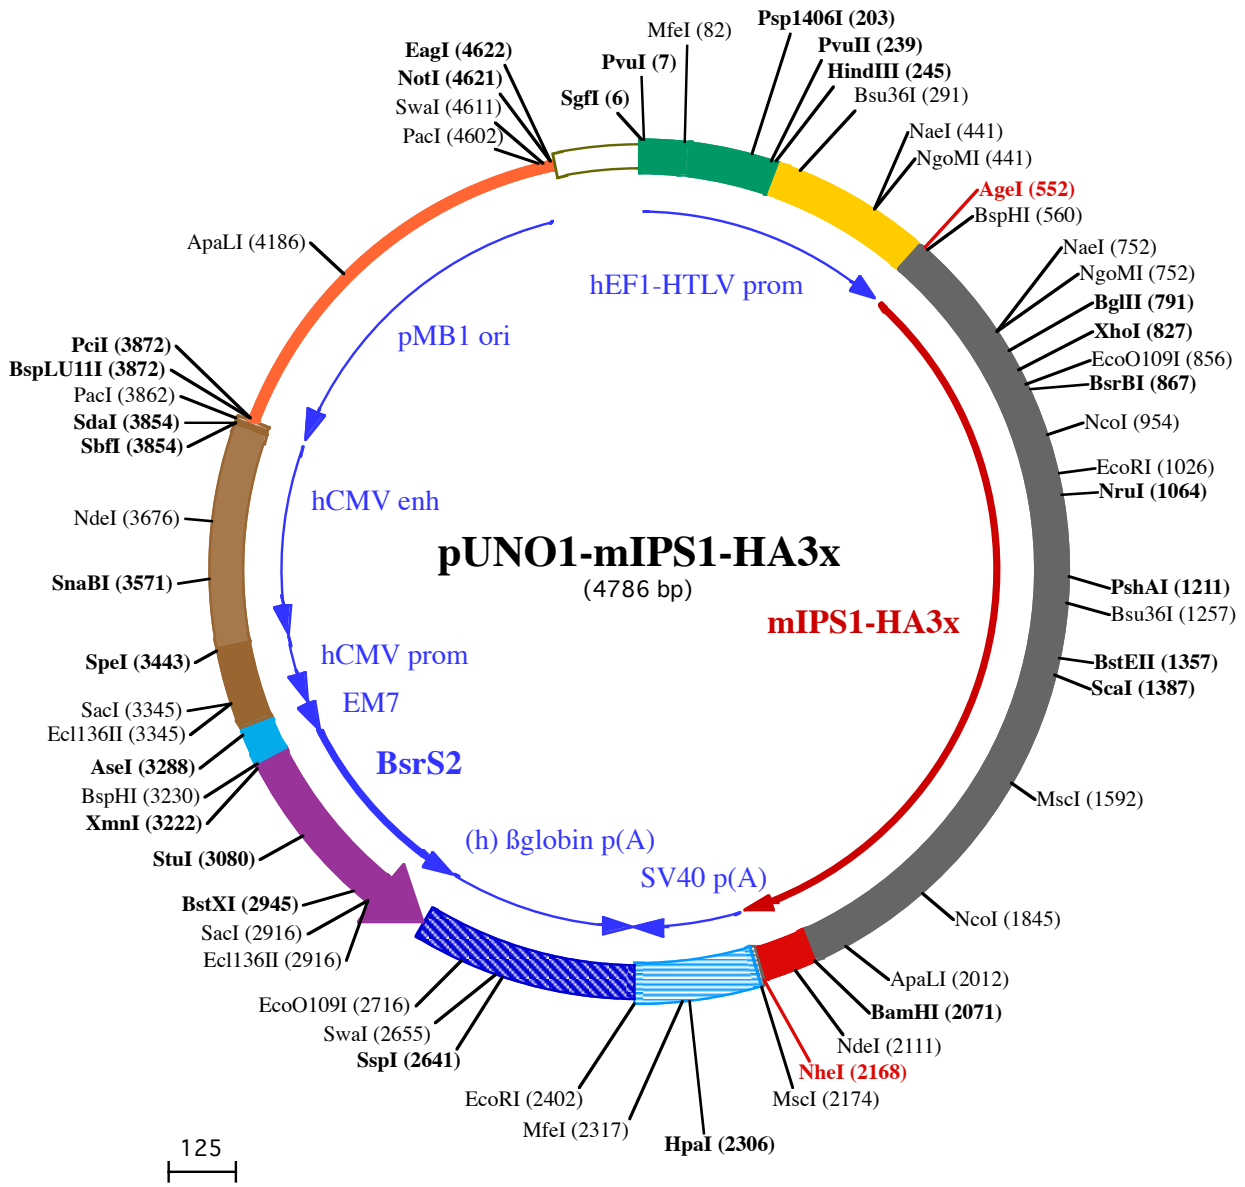 Psp1406I (203)
MfeI (82)
PvuII (239)
EagI (4622)
PvuI (7)
HindIII (245)
NotI (4621)
SgfI (6)
Bsu36I (291)
SwaI (4611)
PacI (4602)
NaeI (441)
NgoMI (441)
AgeI (552)
BspHI (560)
ApaLI (4186)
NaeI (752)
NgoMI (752)
hEF1-HTLV prom
BglII (791)
pMB1 ori
XhoI (827)
PciI (3872)
EcoO109I (856)
BspLU11I (3872)
BsrBI (867)
PacI (3862)
SdaI (3854)
NcoI (954)
SbfI (3854)
EcoRI (1026)
NruI (1064)
hCMV enh
NdeI (3676)
pUNO1-mIPS1-HA3x
(4786 bp)
SnaBI (3571)
PshAI (1211)
Bsu36I (1257)
mIPS1-HA3x
hCMV prom
SpeI (3443)
BstEII (1357)
ScaI (1387)
EM7
SacI (3345)
Ecl136II (3345)
BsrS2
AseI (3288)
BspHI (3230)
MscI (1592)
XmnI (3222)
(h) ßglobin p(A)
StuI (3080)
SV40 p(A)
BstXI (2945)
NcoI (1845)
SacI (2916)
Ecl136II (2916)
ApaLI (2012)
EcoO109I (2716)
BamHI (2071)
SwaI (2655)
NdeI (2111)
SspI (2641)
NheI (2168)
EcoRI (2402)
MscI (2174)
MfeI (2317)
HpaI (2306)
125